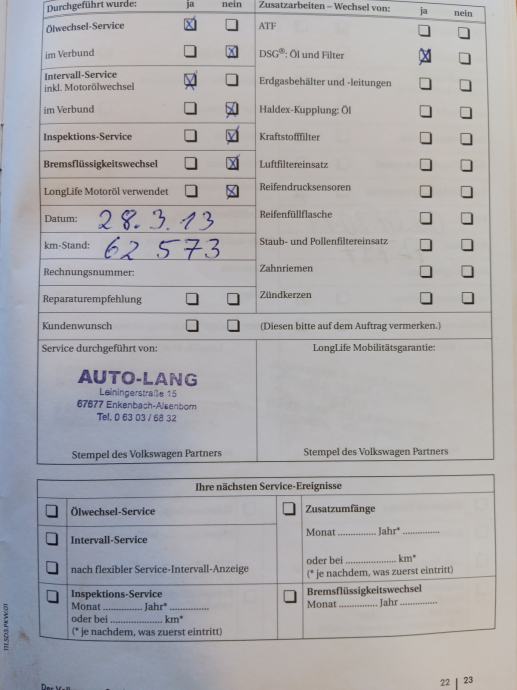 Durchgeführt wurde: ja nein
Ölwechsel-Service
im Verbund
Intervall-Service
inkl. Motorölwechsel
im Verbund
Inspektions-Service
Bremsflüssigkeitswechsel
LongLife Motoröl verwendet
Datum: 28.3.13
km-Stand: 62 573
Rechnungsnummer:
Reparaturempfehlung
Kundenwunsch
Zusatzarbeiten – Wechsel von: ja nein
ATF
DSG®: Öl und Filter
Erdgasbehälter und -leitungen
Haldex-Kupplung: Öl
Kraftstofffilter
Luftfiltereinsatz
Reifendrucksensoren
Reifenfüllflasche
Staub- und Pollenfiltereinsatz
Zahnriemen
Zündkerzen
(Diesen bitte auf dem Auftrag vermerken.)
Service durchgeführt von:
AUTO-LANG
Leiningerstraße 15
67677 Enkenbach-Alsenborn
Tel. 0 63 03 / 68 32
Stempel des Volkswagen Partners
LongLife Mobilitätsgarantie:
Stempel des Volkswagen Partners
Ihre nächsten Service-Ereignisse
Ölwechsel-Service
Intervall-Service
nach flexibler Service-Intervall-Anzeige
Inspektions-Service
Monat ............. Jahr* .............
oder bei ............. km*
(* je nachdem, was zuerst eintritt)
Zusatzumfänge
Monat ............. Jahr* .............
oder bei ............. km*
(* je nachdem, was zuerst eintritt)
Bremsflüssigkeitswechsel
Monat ............. Jahr .............
22 | 23